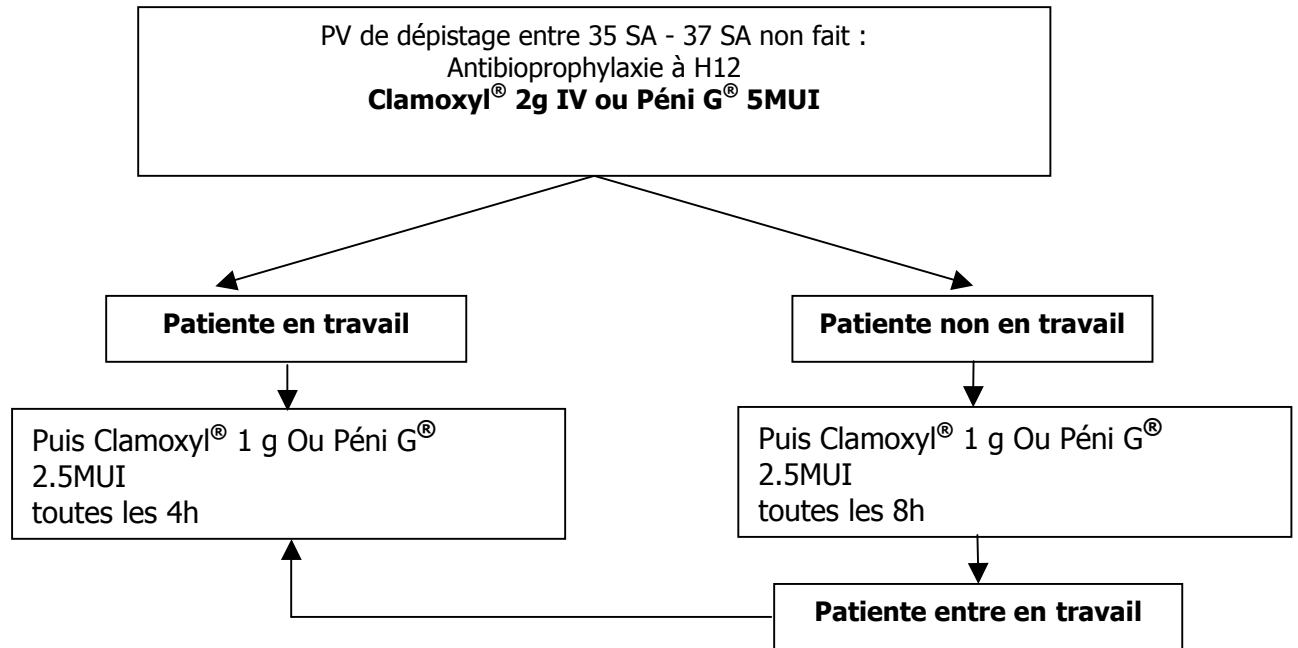 PV de dépistage entre 35 SA - 37 SA non fait :
Antibioprophylaxie à H12
Clamoxyl® 2g IV ou Péni G® 5MUI
Patiente en travail
Patiente non en travail
Puis Clamoxyl® 1 g Ou Péni G®
2.5MUI
toutes les 4h
Puis Clamoxyl® 1 g Ou Péni G®
2.5MUI
toutes les 8h
Patiente entre en travail